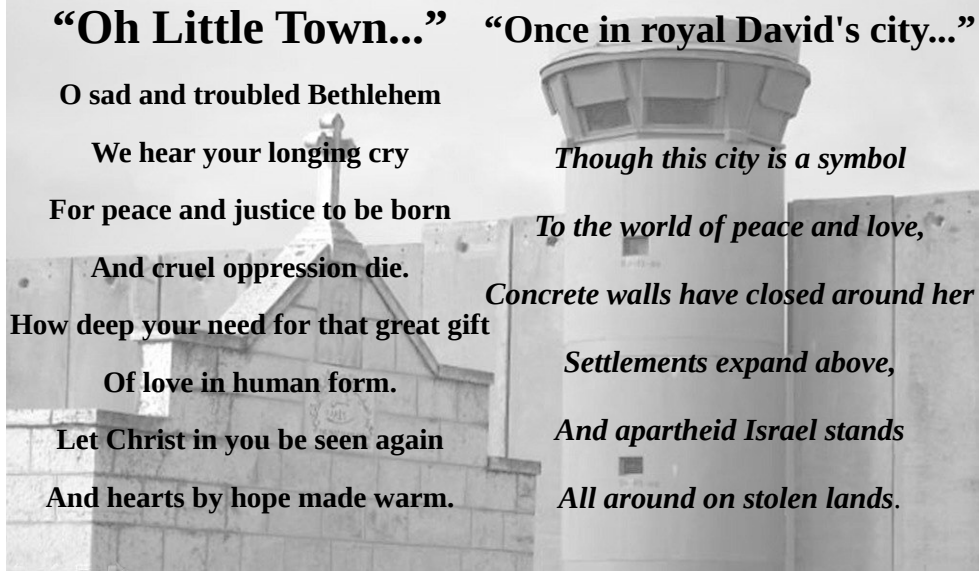 “Oh Little Town...”
O sad and troubled Bethlehem
We hear your longing cry
For peace and justice to be born
And cruel oppression die.
How deep your need for that great gift
Of love in human form.
Let Christ in you be seen again
And hearts by hope made warm.
“Once in royal David's city...”
Though this city is a symbol
To the world of peace and love,
Concrete walls have closed around her
Settlements expand above,
And apartheid Israel stands
All around on stolen lands.